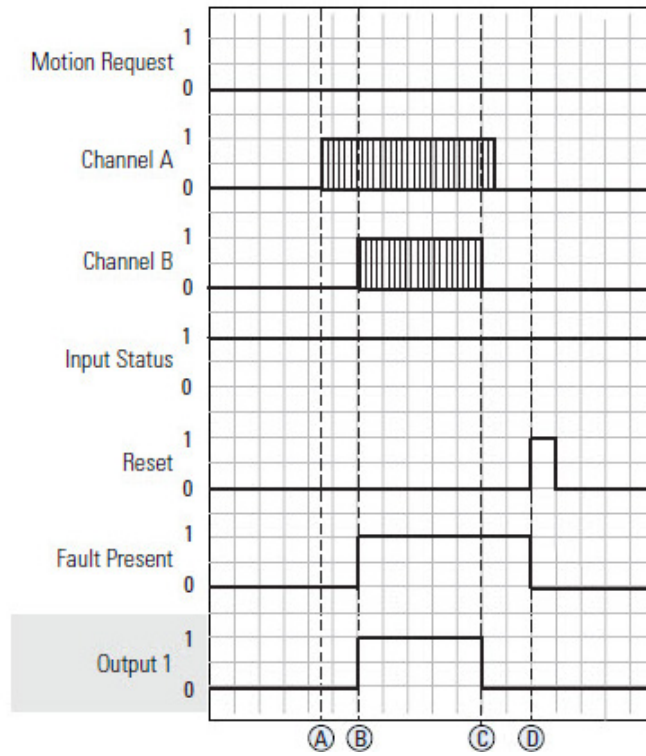 1
Motion Request
0
1
Channel A
0
1
Channel B
0
1
Input Status
0
1
Reset
0
1
Fault Present
0
1
Output 1
0
Ⓐ Ⓑ Ⓒ Ⓓ